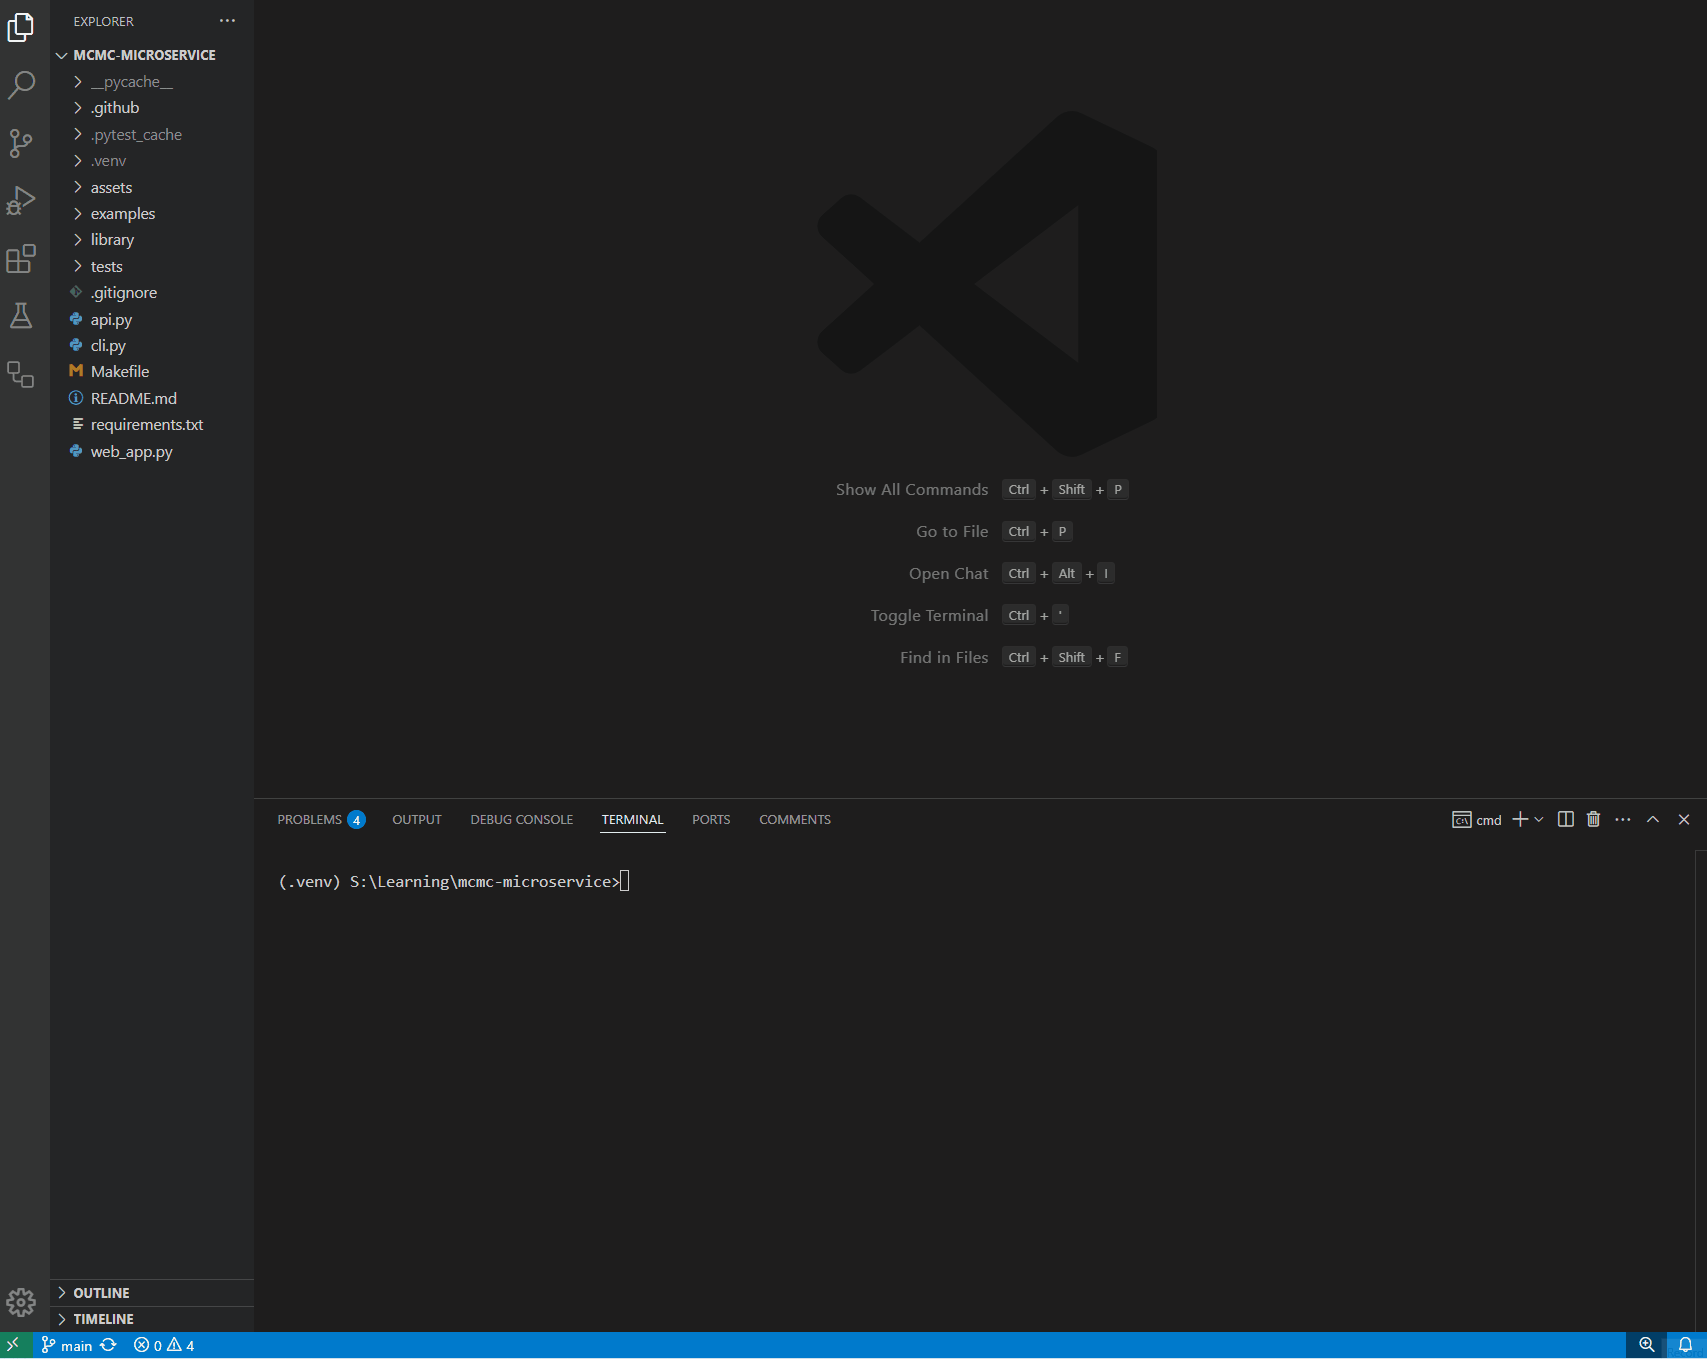 EXPLORER
MCMC-MICROSERVICE
__pycache__
.github
.pytest_cache
.venv
assets
examples
library
tests
.gitignore
api.py
cli.py
Makefile
README.md
requirements.txt
web_app.py
OUTLINE
TIMELINE
Show All Commands Ctrl + Shift + P
Go to File Ctrl + P
Open Chat Ctrl + Alt + I
Toggle Terminal Ctrl + '
Find in Files Ctrl + Shift + F
PROBLEMS 4 OUTPUT DEBUG CONSOLE TERMINAL PORTS COMMENTS cmd
(.venv) S:\Learning\mcmc-microservice>
main 0 4